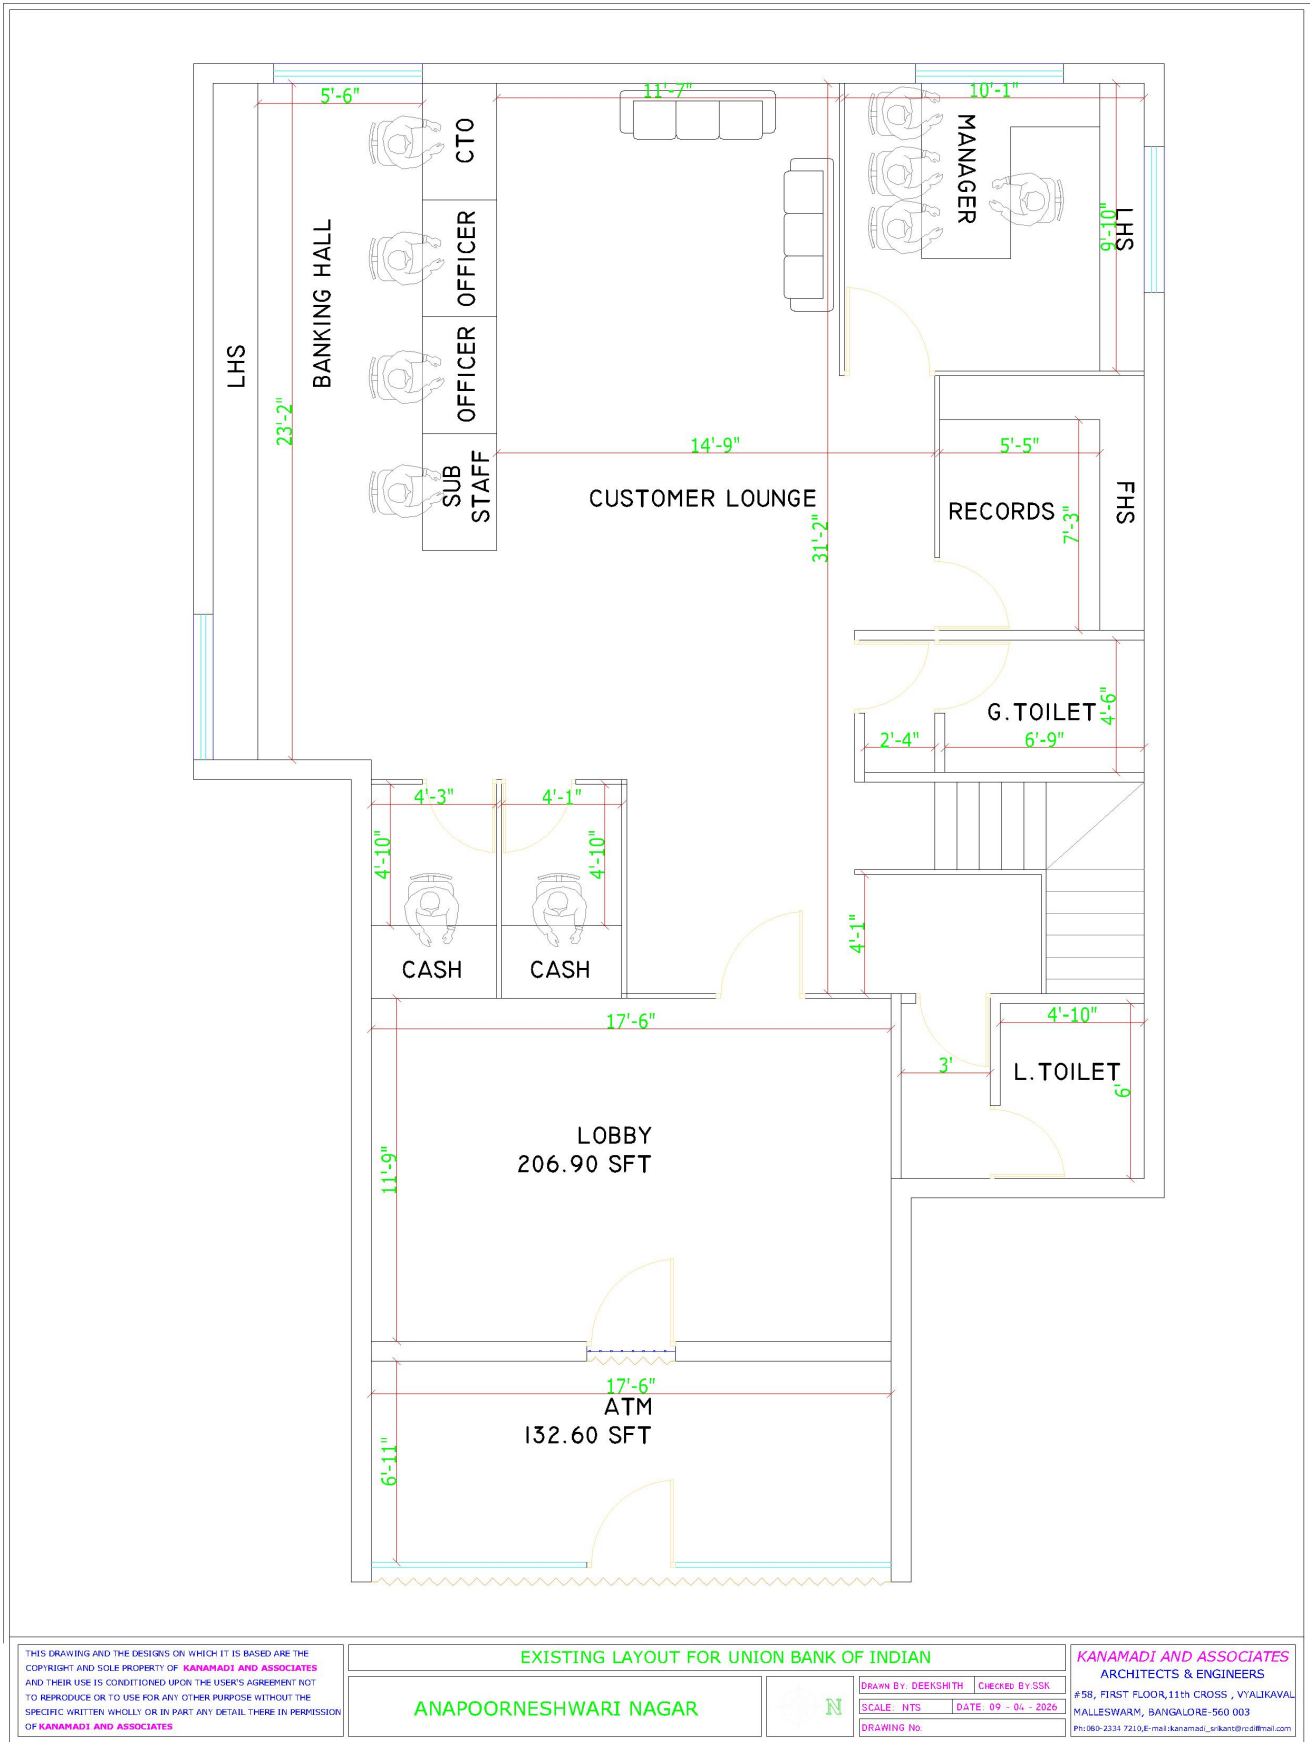 5'-6"
11'-7"
10'-1"
CTO
MANAGER
LHS
9'-10"
BANKING HALL
OFFICER
LHS
OFFICER
23'-2"
14'-9"
5'-5"
SUB
STAFF
CUSTOMER LOUNGE
RECORDS
FHS
31'-2"
7'-3"
G.TOILET
4'-6"
2'-4"
6'-9"
4'-3"
4'-1"
4'-10"
4'-10"
4'-1"
CASH
CASH
17'-6"
4'-10"
3'
L.TOILET
6'
LOBBY
206.90 SFT
11'-9"
17'-6"
ATM
132.60 SFT
6'-11"
THIS DRAWING AND THE DESIGNS ON WHICH IT IS BASED ARE THE
COPYRIGHT AND SOLE PROPERTY OF KANAMADI AND ASSOCIATES
AND THEIR USE IS CONDITIONED UPON THE USER'S AGREEMENT NOT
TO REPRODUCE OR TO USE FOR ANY OTHER PURPOSE WITHOUT THE
SPECIFIC WRITTEN WHOLLY OR IN PART ANY DETAIL THERE IN PERMISSION
OF KANAMADI AND ASSOCIATES
EXISTING LAYOUT FOR UNION BANK OF INDIAN
ANAPOORNESHWARI NAGAR
N
DRAWN BY: DEEKSHITH
CHECKED BY:SSK
SCALE: NTS
DATE: 09 - 04 - 2026
DRAWING No.
KANAMADI AND ASSOCIATES
ARCHITECTS & ENGINEERS
#58, FIRST FLOOR,11th CROSS , VYALIKAVAL
MALLESWARM, BANGALORE-560 003
Ph:080-2334 7210,E-mail:kanamadi_srikant@rediffmail.com